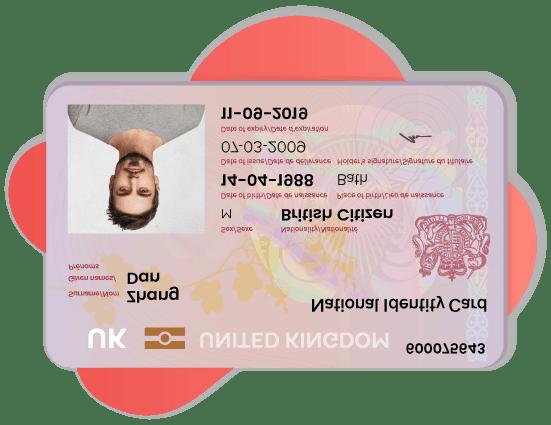 UK UNITED KINGDOM 600075643
National Identity Card
Surname/Nom Zhang
Given names/ Dan
Prénoms
Sex/Sexe Nationality/Nationalité
M British Citizen
Date of birth/Date de naissance Place of birth/Lieu de naissance
14-04-1988 Bath
Date of issue/Date de délivrance Holder's signature/Signature du titulaire
07-03-2009
Date of expiry/Date d'expiration
11-09-2019